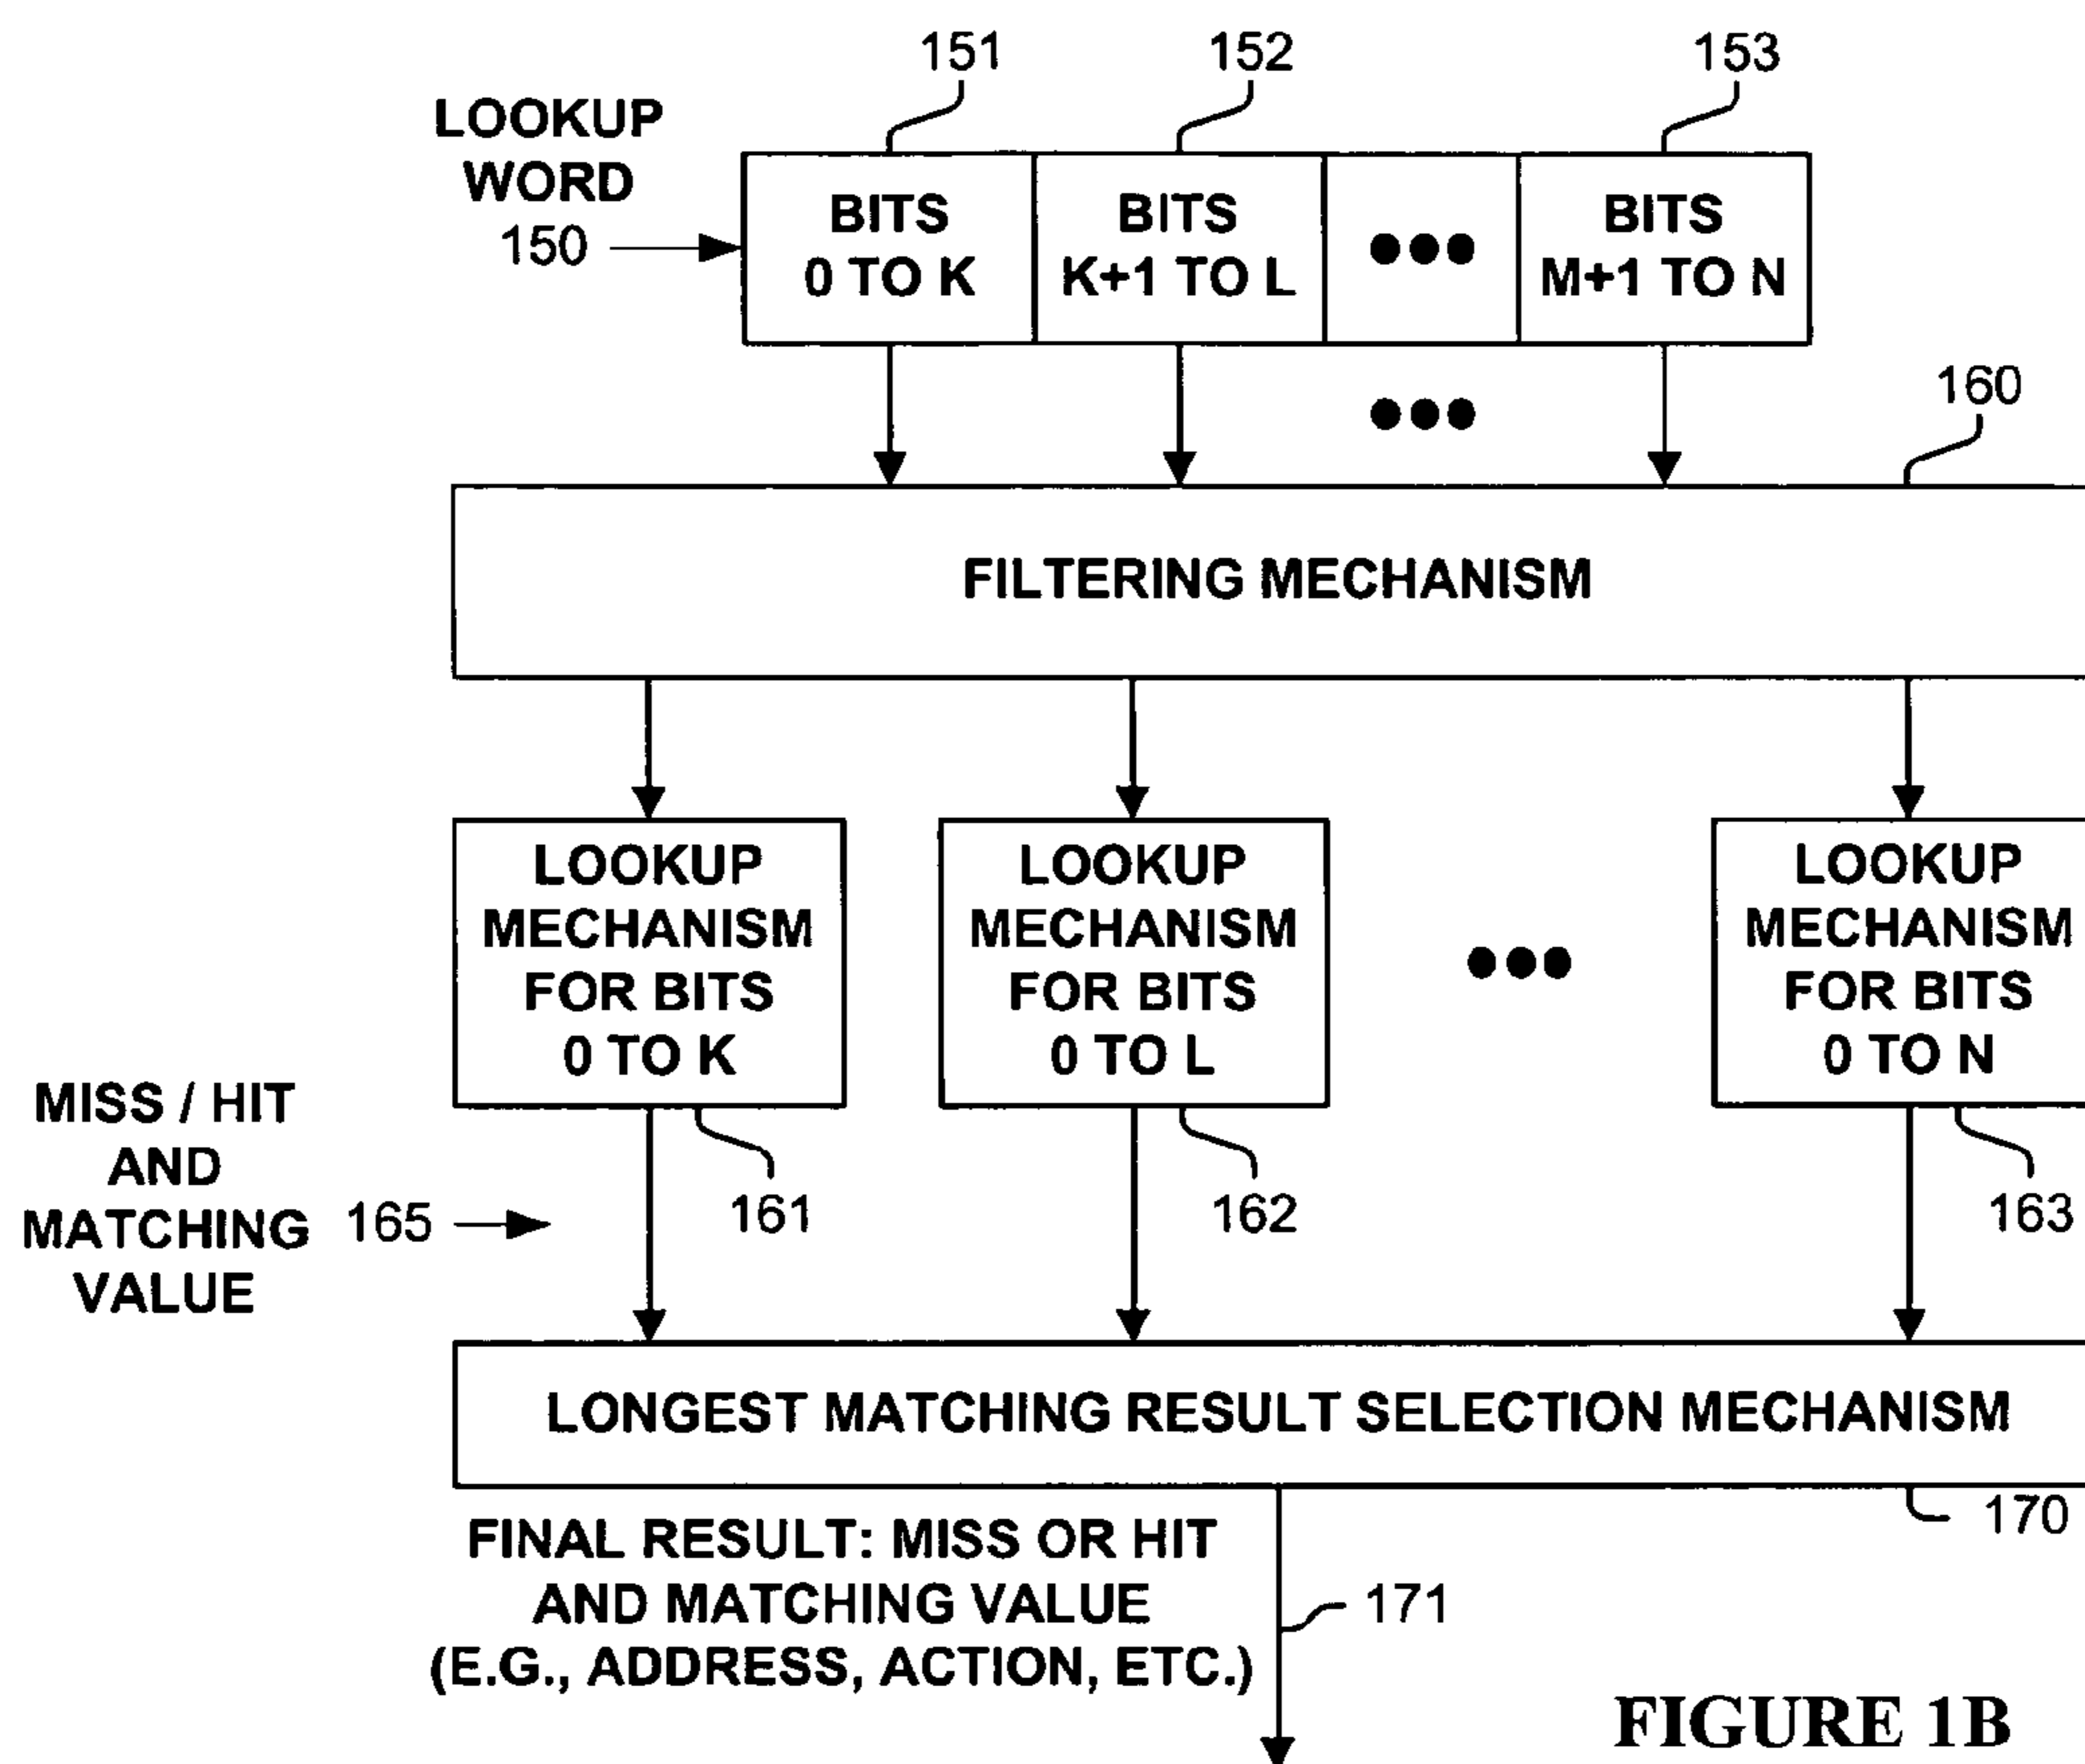 151
152
153
LOOKUP
WORD
150
BITS
0 TO K
BITS
K+1 TO L
BITS
M+1 TO N
160
FILTERING MECHANISM
LOOKUP
MECHANISM
FOR BITS
0 TO K
LOOKUP
MECHANISM
FOR BITS
0 TO L
LOOKUP
MECHANISM
FOR BITS
0 TO N
MISS / HIT
AND
MATCHING
VALUE
165
161
162
163
LONGEST MATCHING RESULT SELECTION MECHANISM
170
FINAL RESULT: MISS OR HIT
AND MATCHING VALUE
(E.G., ADDRESS, ACTION, ETC.)
171
FIGURE 1B